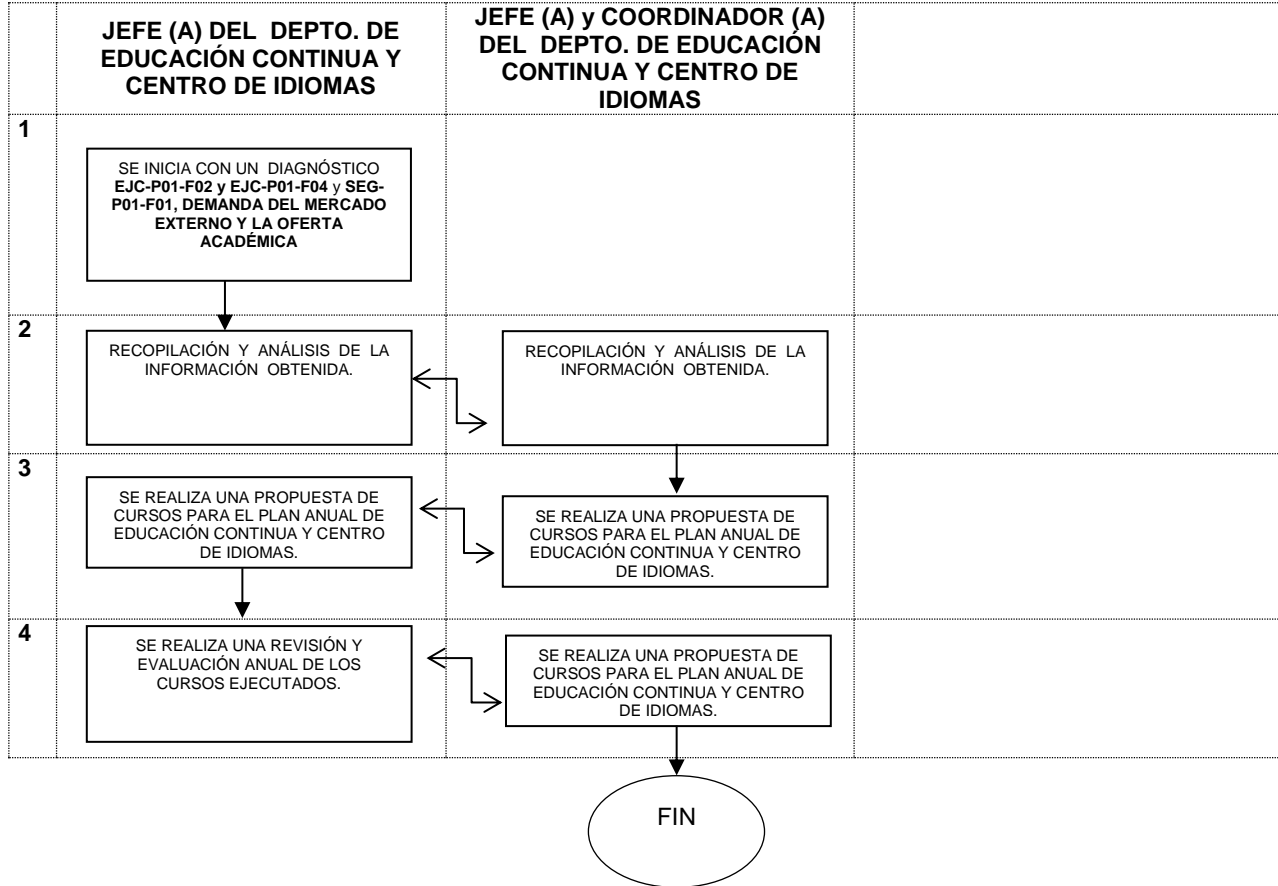 JEFE (A) DEL DEPTO. DE
EDUCACIÓN CONTINUA Y
CENTRO DE IDIOMAS
JEFE (A) y COORDINADOR (A)
DEL DEPTO. DE EDUCACIÓN
CONTINUA Y CENTRO DE
IDIOMAS
1
SE INICIA CON UN DIAGNÓSTICO
EJC-P01-F02 y EJC-P01-F04 y SEG-
P01-F01, DEMANDA DEL MERCADO
EXTERNO Y LA OFERTA
ACADÉMICA
2
RECOPILACIÓN Y ANÁLISIS DE LA
INFORMACIÓN OBTENIDA.
RECOPILACIÓN Y ANÁLISIS DE LA
INFORMACIÓN OBTENIDA.
3
SE REALIZA UNA PROPUESTA DE
CURSOS PARA EL PLAN ANUAL DE
EDUCACIÓN CONTINUA Y CENTRO
DE IDIOMAS.
SE REALIZA UNA PROPUESTA DE
CURSOS PARA EL PLAN ANUAL DE
EDUCACIÓN CONTINUA Y CENTRO
DE IDIOMAS.
4
SE REALIZA UNA REVISIÓN Y
EVALUACIÓN ANUAL DE LOS
CURSOS EJECUTADOS.
SE REALIZA UNA PROPUESTA DE
CURSOS PARA EL PLAN ANUAL DE
EDUCACIÓN CONTINUA Y CENTRO
DE IDIOMAS.
FIN